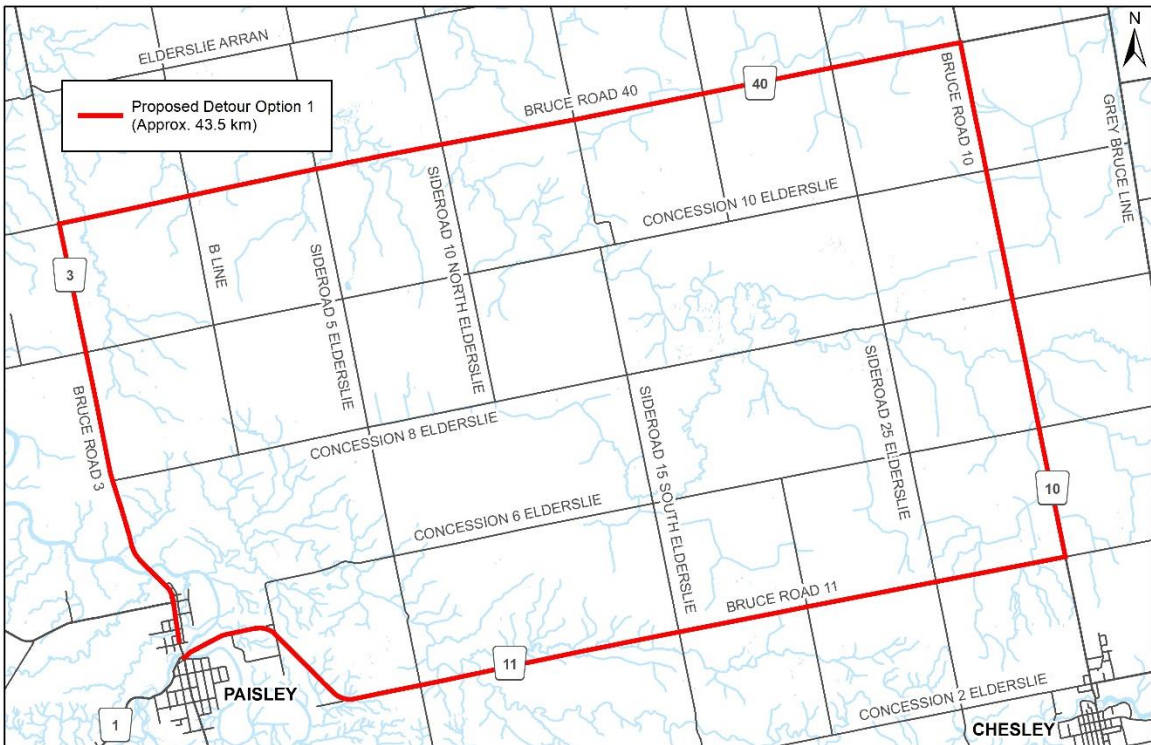 N
ELDERSLIE ARRAN
Proposed Detour Option 1
(Approx. 43.5 km)
40
BRUCE ROAD 40
BRUCE ROAD 10
GREY BRUCE LINE
SIDEROAD 10 NORTH ELDERSLIE
CONCESSION 10 ELDERSLIE
3
B LINE
SIDEROAD 5 ELDERSLIE
SIDEROAD 25 ELDERSLIE
BRUCE ROAD 3
SIDEROAD 15 SOUTH ELDERSLIE
CONCESSION 8 ELDERSLIE
10
CONCESSION 6 ELDERSLIE
BRUCE ROAD 11
11
PAISLEY
CONCESSION 2 ELDERSLIE
1
CHESLEY